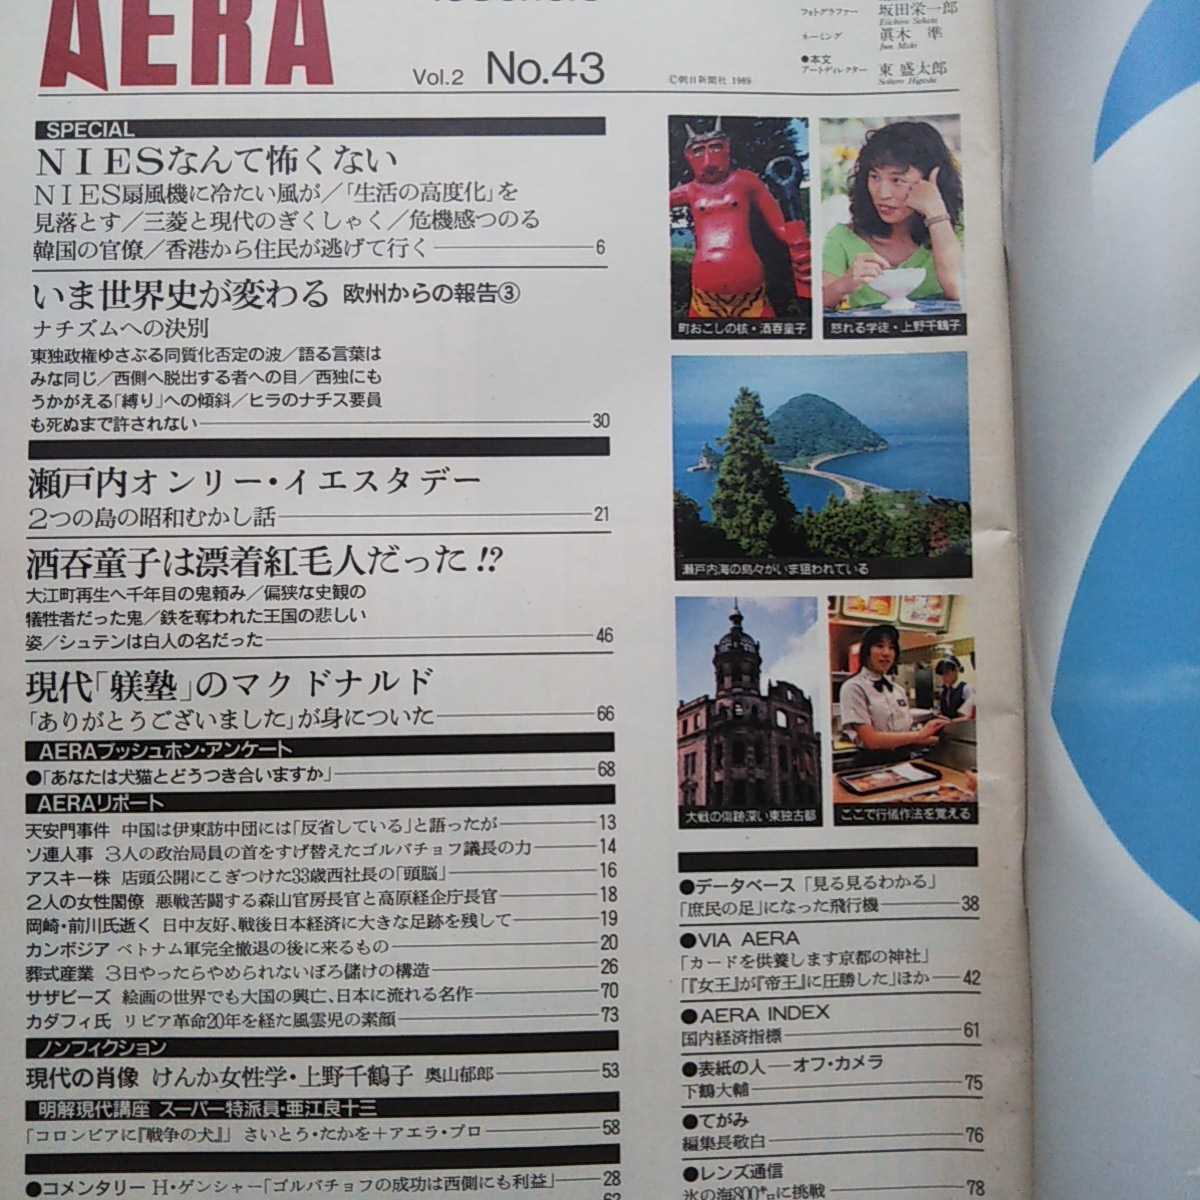 AERA
Vol.2 No.43
©朝日新聞社 1989
フォトグラファー 坂田栄一郎
Eiichiro Sakata
ネーミング 眞木 準
Jun Maki
●本文
アートディレクター 東 盛太郎
SPECIAL
NIESなんて怖くない
NIES扇風機に冷たい風が／「生活の高度化」を
見落とす／三菱と現代のぎくしゃく／危機感つのる
韓国の官僚／香港から住民が逃げて行く 6
いま世界史が変わる 欧州からの報告③
ナチズムへの決別
東独政権ゆさぶる同質化否定の波／語る言葉は
みな同じ／西側へ脱出する者への目／西独にも
うかがえる「縛り」への傾斜／ヒラのナチス要員
も死ぬまで許されない 30
瀬戸内オンリー・イエスタデー
2つの島の昭和むかし話 21
酒呑童子は漂着紅毛人だった!?
大江町再生へ千年目の鬼頼み／偏狭な史観の
犠牲者だった鬼／鉄を奪われた王国の悲しい
姿／シュテンは白人の名だった 46
現代「躾塾」のマクドナルド
「ありがとうございました」が身についた 66
AERAプッシュホン・アンケート
●「あなたは犬猫とどうつき合いますか」 68
AERAリポート
天安門事件 中国は伊東訪中団には「反省している」と語ったが 13
ソ連人事 3人の政治局員の首をすげ替えたゴルバチョフ議長の力 14
アスキー株 店頭公開にこぎつけた33歳西社長の「頭脳」 16
2人の女性閣僚 悪戦苦闘する森山官房長官と高原経企庁長官 18
岡崎・前川氏逝く 日中友好、戦後日本経済に大きな足跡を残して 19
カンボジア ベトナム軍完全撤退の後に来るもの 20
葬式産業 3日やったらやめられないぼろ儲けの構造 26
サザビーズ 絵画の世界でも大国の興亡、日本に流れる名作 70
カダフィ氏 リビア革命20年を経た風雲児の素顔 73
ノンフィクション
現代の肖像 けんか女性学・上野千鶴子 奥山郁郎 53
明解現代講座 スーパー特派員・亜江良十三
「コロンビアに『戦争の犬』」 さいとう・たかを＋アエラ・プロ 58
●コメンタリー H・ゲンシャー「ゴルバチョフの成功は西側にも利益」 28
62
町おこしの核・酒呑童子
怒れる学徒・上野千鶴子
瀬戸内海の島々がいま狙われている
大戦の傷跡深い東独古都
ここで行儀作法を覚える
●データベース 「見る見るわかる」
「庶民の足」になった飛行機 38
●VIA AERA
「カードを供養します京都の神社」
「『女王』が『帝王』に圧勝した」ほか 42
●AERA INDEX
国内経済指標 61
●表紙の人―オフ・カメラ
下鶴大輔 75
●てがみ
編集長敬白 76
●レンズ通信
氷の海800㌔に挑戦 78